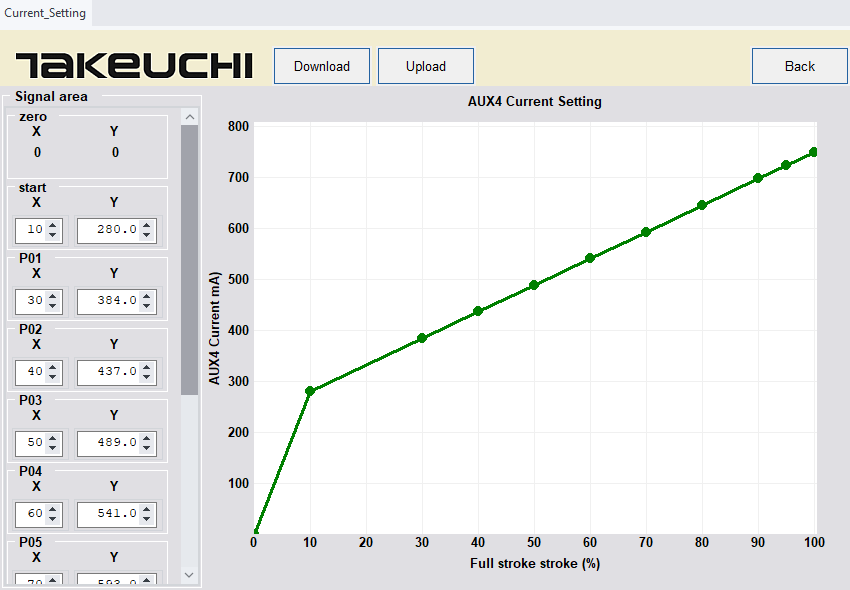 Current_Setting
TAKEUCHI
Download
Upload
Back
Signal area
zero
X Y
0 0
start
X Y
10 280.0
P01
X Y
30 384.0
P02
X Y
40 437.0
P03
X Y
50 489.0
P04
X Y
60 541.0
P05
X Y
70 593.0
AUX4 Current Setting
AUX4 Current mA)
800
700
600
500
400
300
200
100
0 10 20 30 40 50 60 70 80 90 100
Full stroke stroke (%)